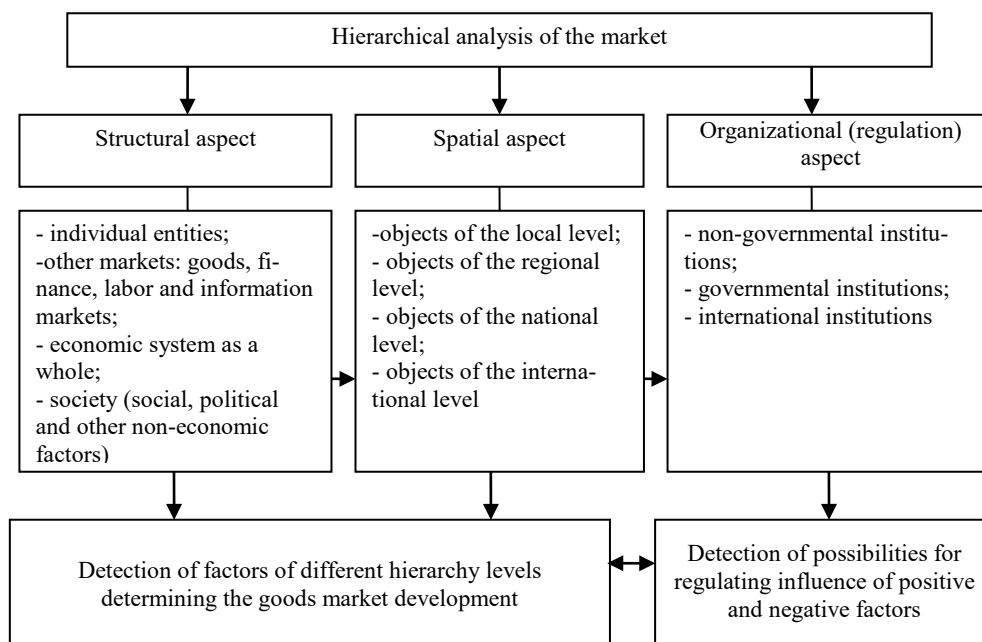 Hierarchical analysis of the market
Structural aspect
Spatial aspect
Organizational (regulation)
aspect
- individual entities;
-other markets: goods, fi-
nance, labor and information
markets;
- economic system as a
whole;
- society (social, political
and other non-economic
factors)
-objects of the local level;
- objects of the regional
level;
- objects of the national
level;
- objects of the interna-
tional level
- non-governmental institu-
tions;
- governmental institutions;
- international institutions
Detection of factors of different hierarchy levels
determining the goods market development
Detection of possibilities for
regulating influence of positive
and negative factors